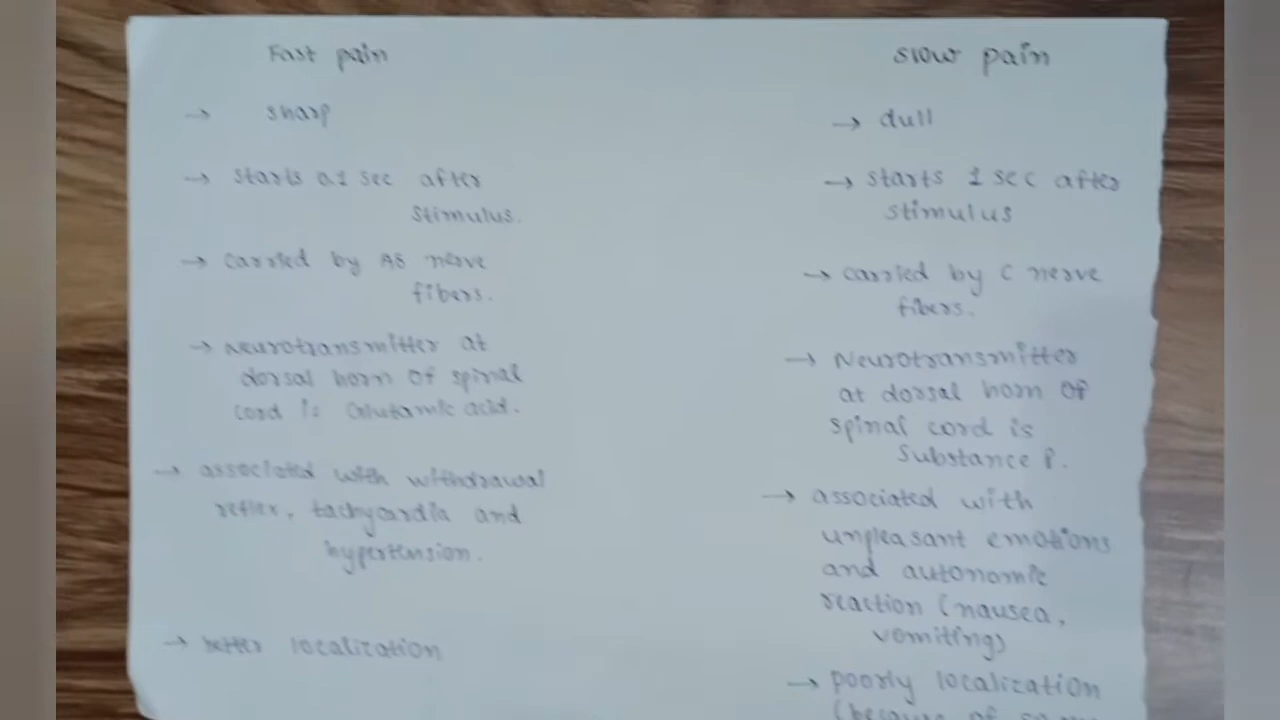 Fast pain
→ sharp
→ starts 0.1 sec after
stimulus.
→ carried by Aδ nerve
fibers.
→ Neurotransmitter at
dorsal horn of spinal
cord is Glutamic acid.
→ associated with withdrawal
reflex, tachycardia and
hypertension.
→ better localization
slow pain
→ dull
→ starts 1 sec after
stimulus
→ carried by C nerve
fibers.
→ Neurotransmitter
at dorsal horn of
spinal cord is
Substance P.
→ associated with
unpleasant emotions
and autonomic
reaction (nausea,
vomiting)
→ poorly localization
(because of